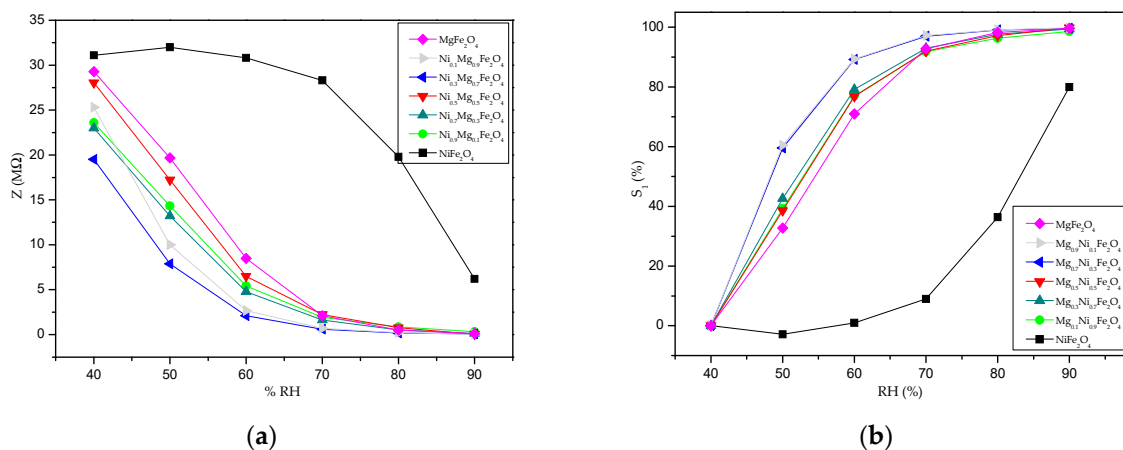 35
30
25
20
15
10
5
0
Z (MΩ)
40 50 60 70 80 90
% RH
MgFe₂O₄
Ni₀.₁Mg₀.₉Fe₂O₄
Ni₀.₃Mg₀.₇Fe₂O₄
Ni₀.₅Mg₀.₅Fe₂O₄
Ni₀.₇Mg₀.₃Fe₂O₄
Ni₀.₉Mg₀.₁Fe₂O₄
NiFe₂O₄
(a)
100
80
60
40
20
0
S₁ (%)
40 50 60 70 80 90
RH (%)
MgFe₂O₄
Mg₀.₉Ni₀.₁Fe₂O₄
Mg₀.₇Ni₀.₃Fe₂O₄
Mg₀.₅Ni₀.₅Fe₂O₄
Mg₀.₃Ni₀.₇Fe₂O₄
Mg₀.₁Ni₀.₉Fe₂O₄
NiFe₂O₄
(b)